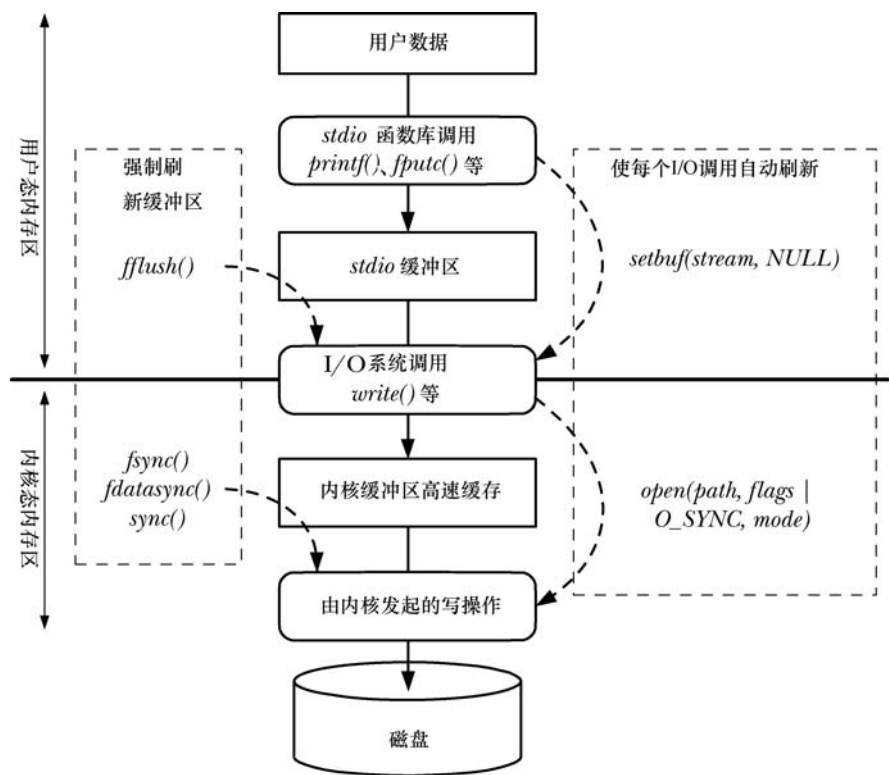 用户数据
stdio 函数库调用
printf()、fputc() 等
用户态内存区
强制刷
新缓冲区
使每个I/O调用自动刷新
fflush()
stdio 缓冲区
setbuf(stream, NULL)
I/O系统调用
write() 等
内核态内存区
fsync()
fdatasync()
sync()
内核缓冲区高速缓存
open(path, flags |
O_SYNC, mode)
由内核发起的写操作
磁盘